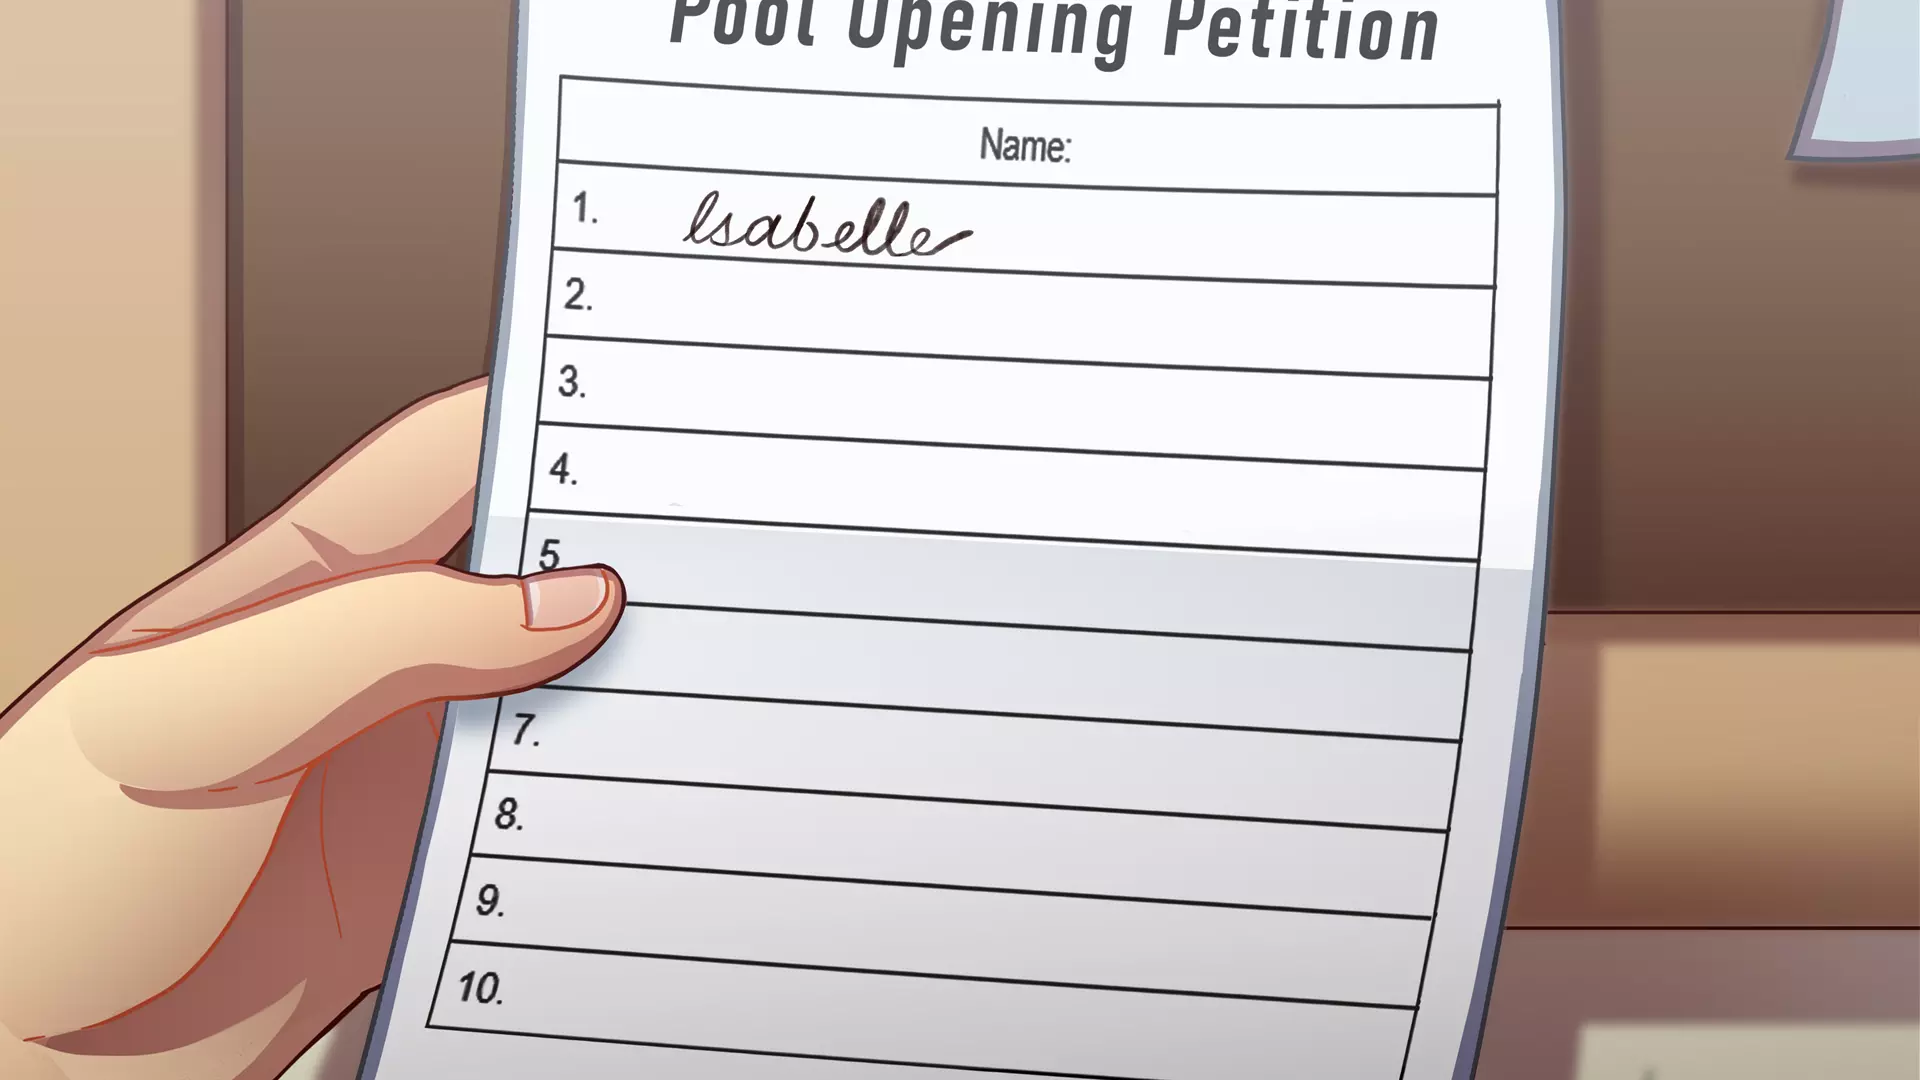 Pool Opening Petition
Name:
1. Isabelle
2.
3.
4.
5
7.
8.
9.
10.